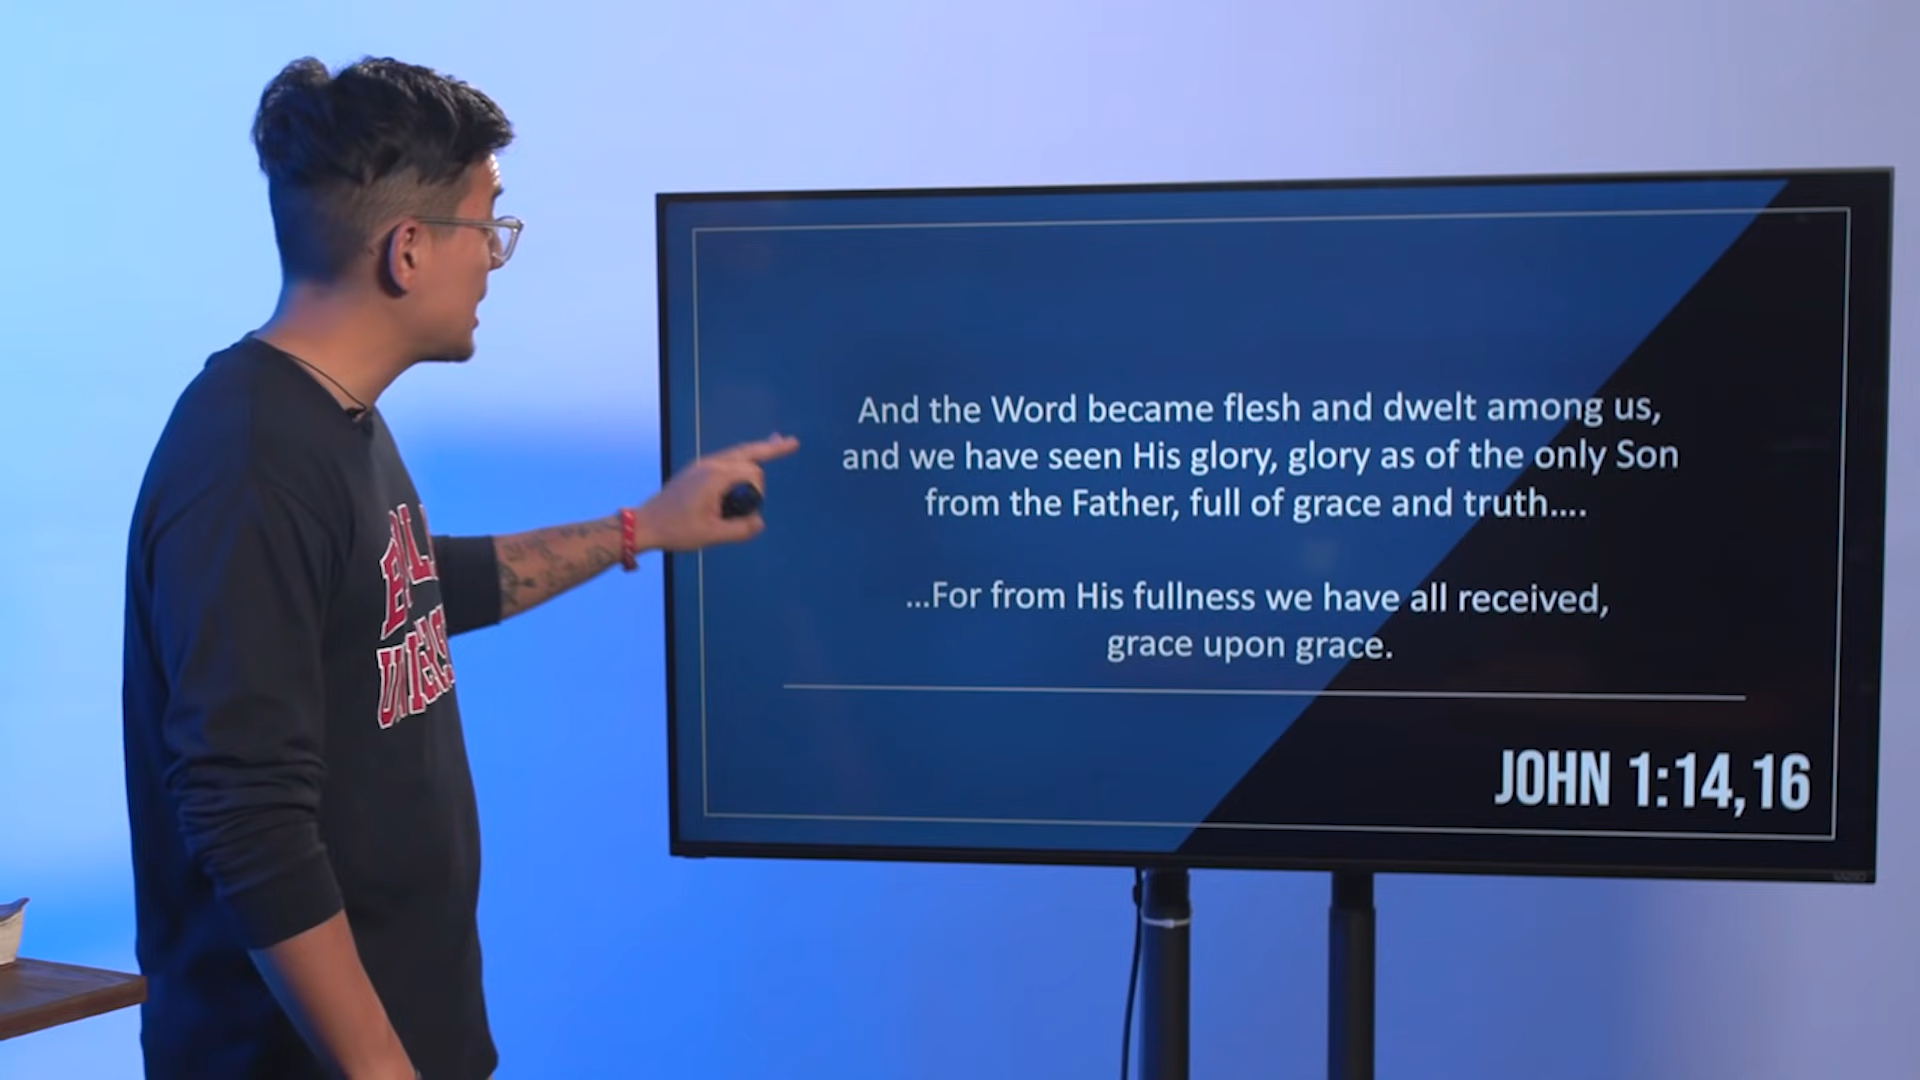 And the Word became flesh and dwelt among us,
and we have seen His glory, glory as of the only Son
from the Father, full of grace and truth....
...For from His fullness we have all received,
grace upon grace.
JOHN 1:14,16